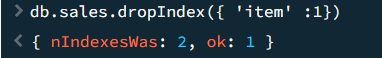 > db.sales.dropIndex({ 'item' :1})
< { nIndexesWas: 2, ok: 1 }